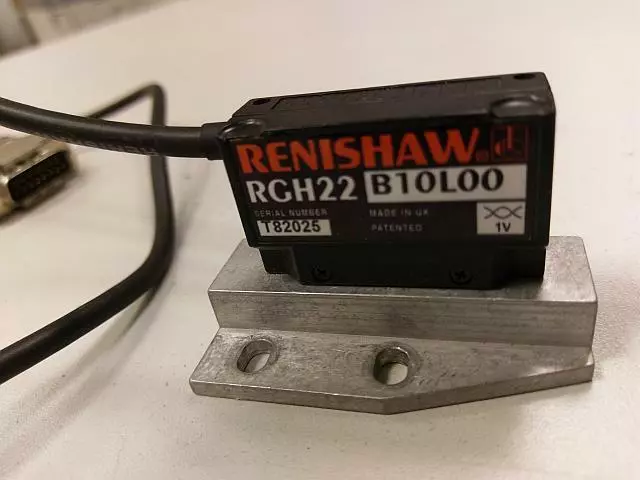 RENISHAW
RGH22 B10L00
SERIAL NUMBER MADE IN UK
T82025 PATENTED
1V